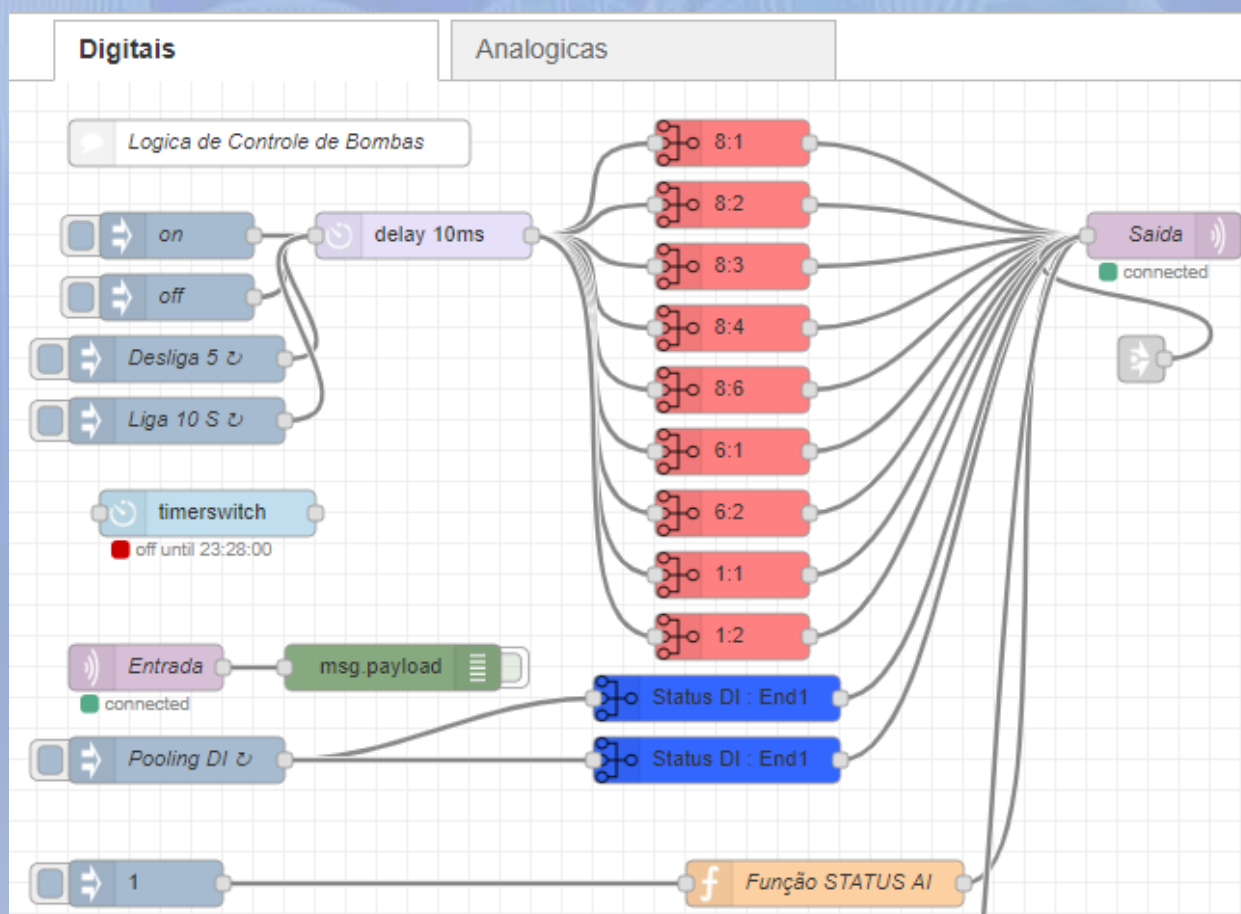 Digitais
Analogicas
Logica de Controle de Bombas
on
off
Desliga 5 ↻
Liga 10 S ↻
delay 10ms
timerswitch
off until 23:28:00
8:1
8:2
8:3
8:4
8:6
6:1
6:2
1:1
1:2
Saida
connected
Entrada
connected
msg.payload
Pooling DI ↻
Status DI : End1
Status DI : End1
1
Função STATUS AI